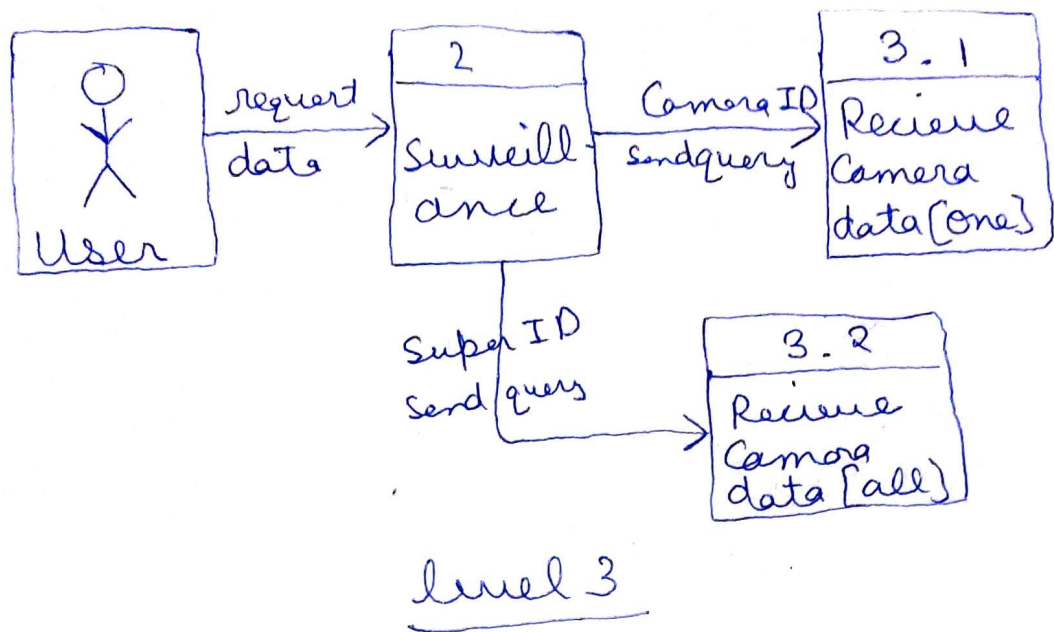 User
request
data
2
Surveill-
ance
Camera ID
sendquery
3.1
Recieve
Camera
data [one]
Super ID
send query
3.2
Recieve
Camera
data [all]
level 3